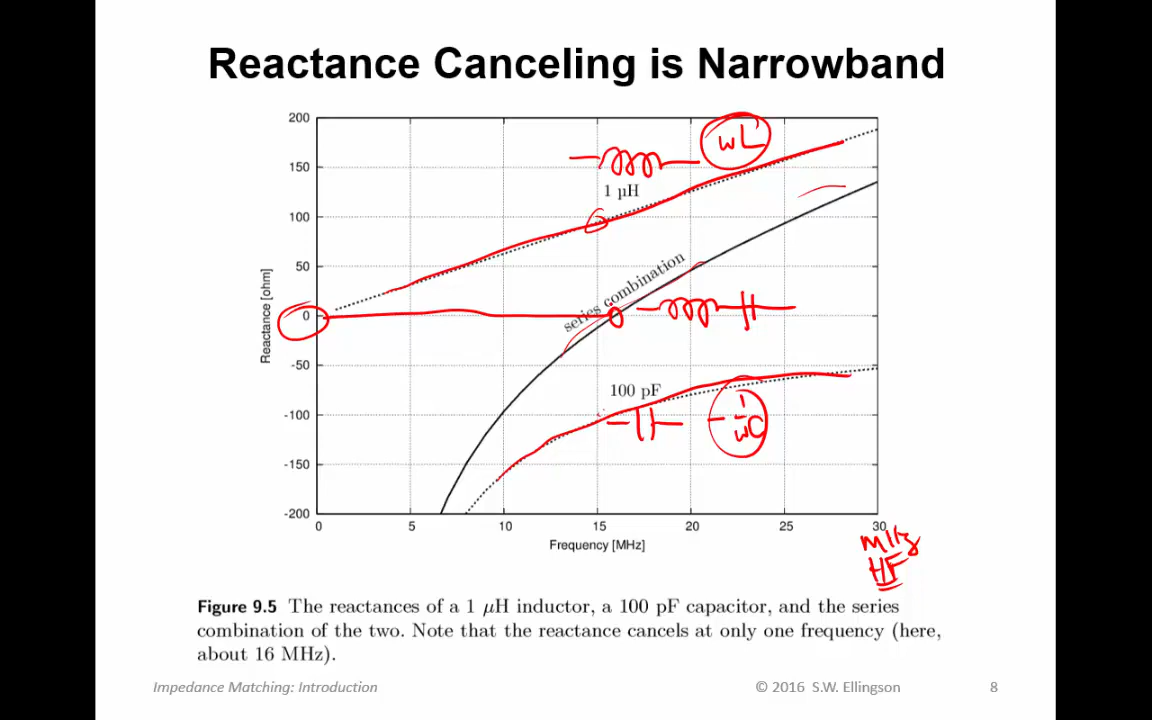 Reactance Canceling is Narrowband
200
150
100
50
0
-50
-100
-150
-200
Reactance [ohm]
ωL
1 µH
series combination
100 pF
- 1/ωC
0 5 10 15 20 25 30
Frequency [MHz]
MHz
HF
Figure 9.5 The reactances of a 1 µH inductor, a 100 pF capacitor, and the series
combination of the two. Note that the reactance cancels at only one frequency (here,
about 16 MHz).
Impedance Matching: Introduction © 2016 S.W. Ellingson 8